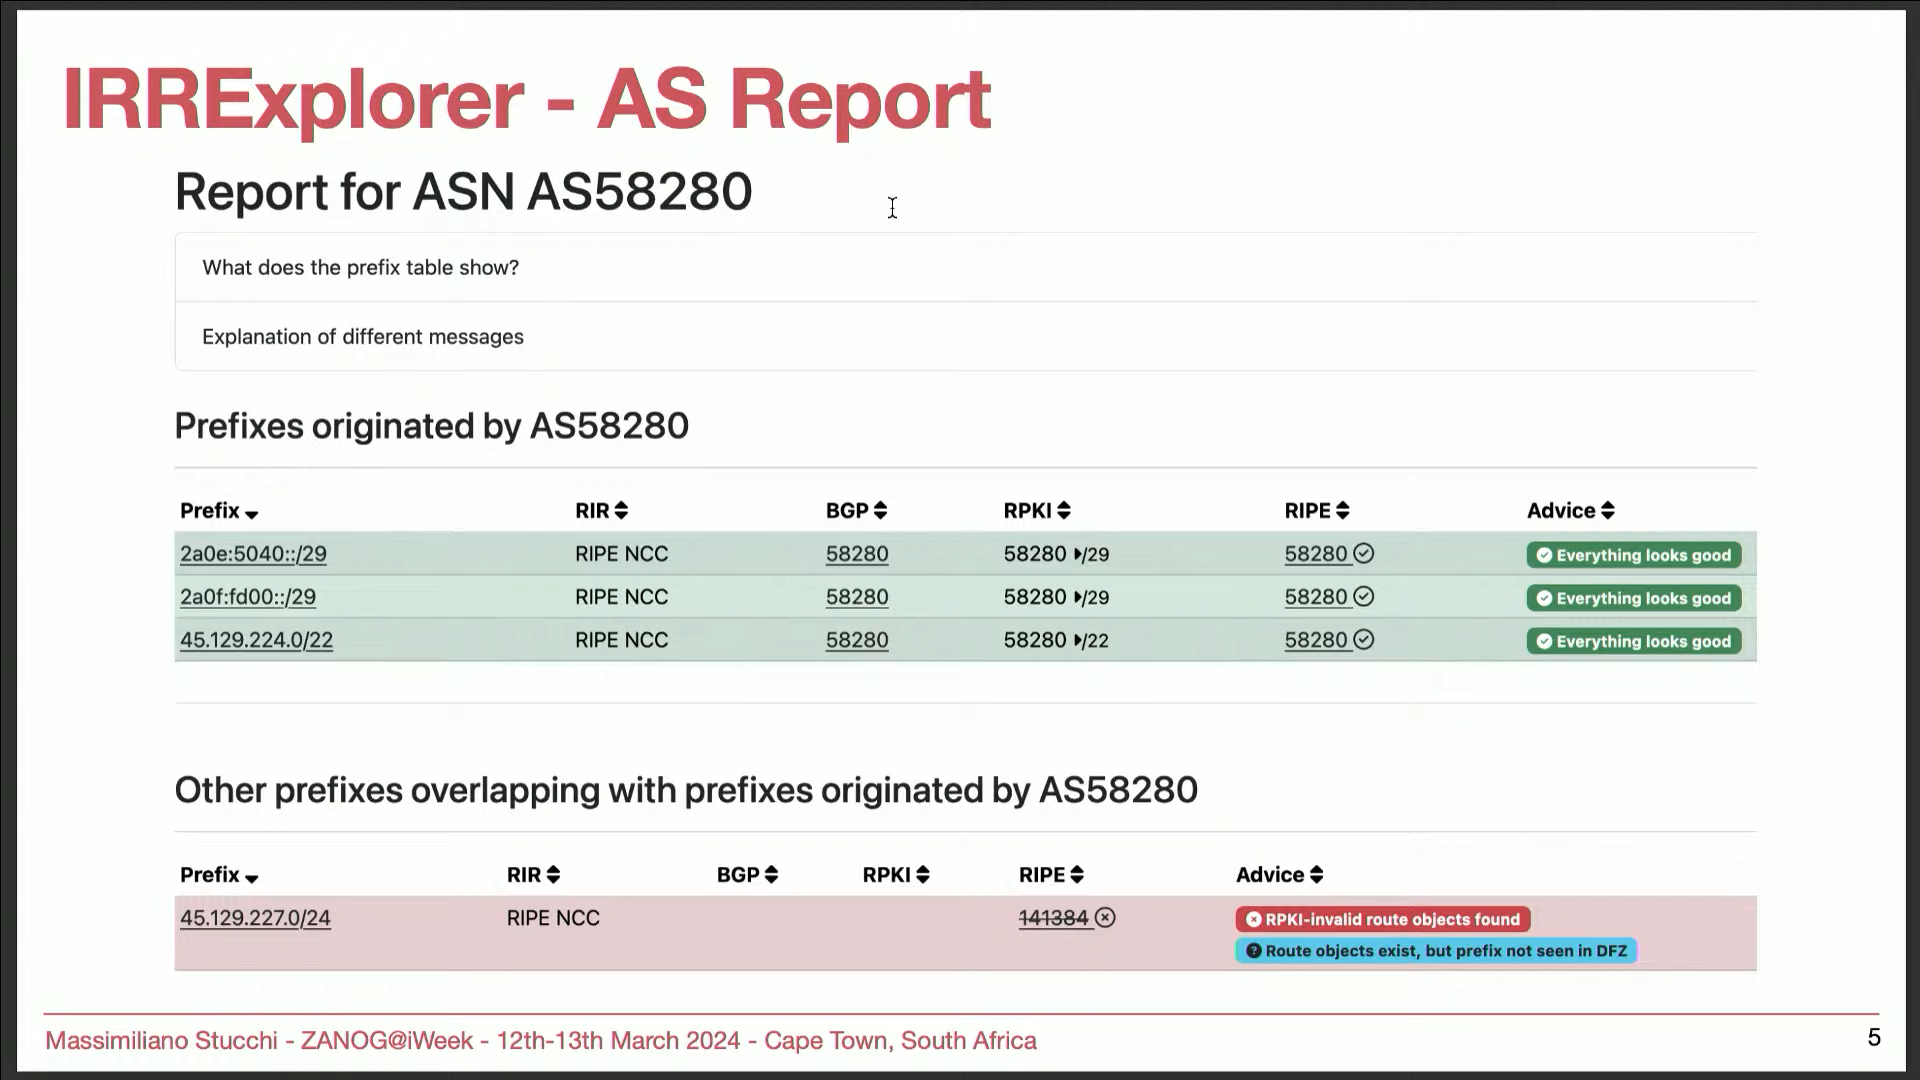 IRRExplorer - AS Report
Report for ASN AS58280
What does the prefix table show?
Explanation of different messages
Prefixes originated by AS58280
Prefix RIR BGP RPKI RIPE Advice
2a0e:5040::/29 RIPE NCC 58280 58280 /29 58280 Everything looks good
2a0f:fd00::/29 RIPE NCC 58280 58280 /29 58280 Everything looks good
45.129.224.0/22 RIPE NCC 58280 58280 /22 58280 Everything looks good
Other prefixes overlapping with prefixes originated by AS58280
Prefix RIR BGP RPKI RIPE Advice
45.129.227.0/24 RIPE NCC 141384 RPKI-invalid route objects found
Route objects exist, but prefix not seen in DFZ
Massimiliano Stucchi - ZANOG@iWeek - 12th-13th March 2024 - Cape Town, South Africa 5